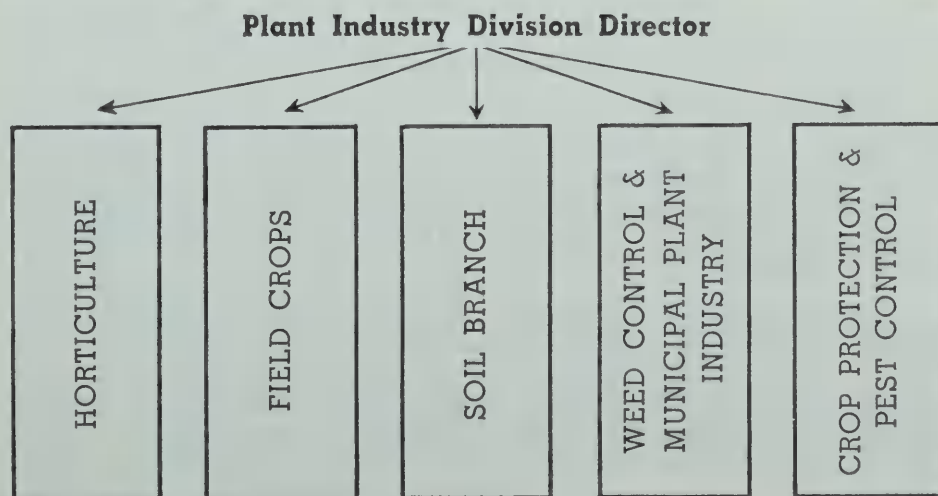 Plant Industry Division Director
HORTICULTURE
FIELD CROPS
SOIL BRANCH
WEED CONTROL &
MUNICIPAL PLANT
INDUSTRY
CROP PROTECTION &
PEST CONTROL